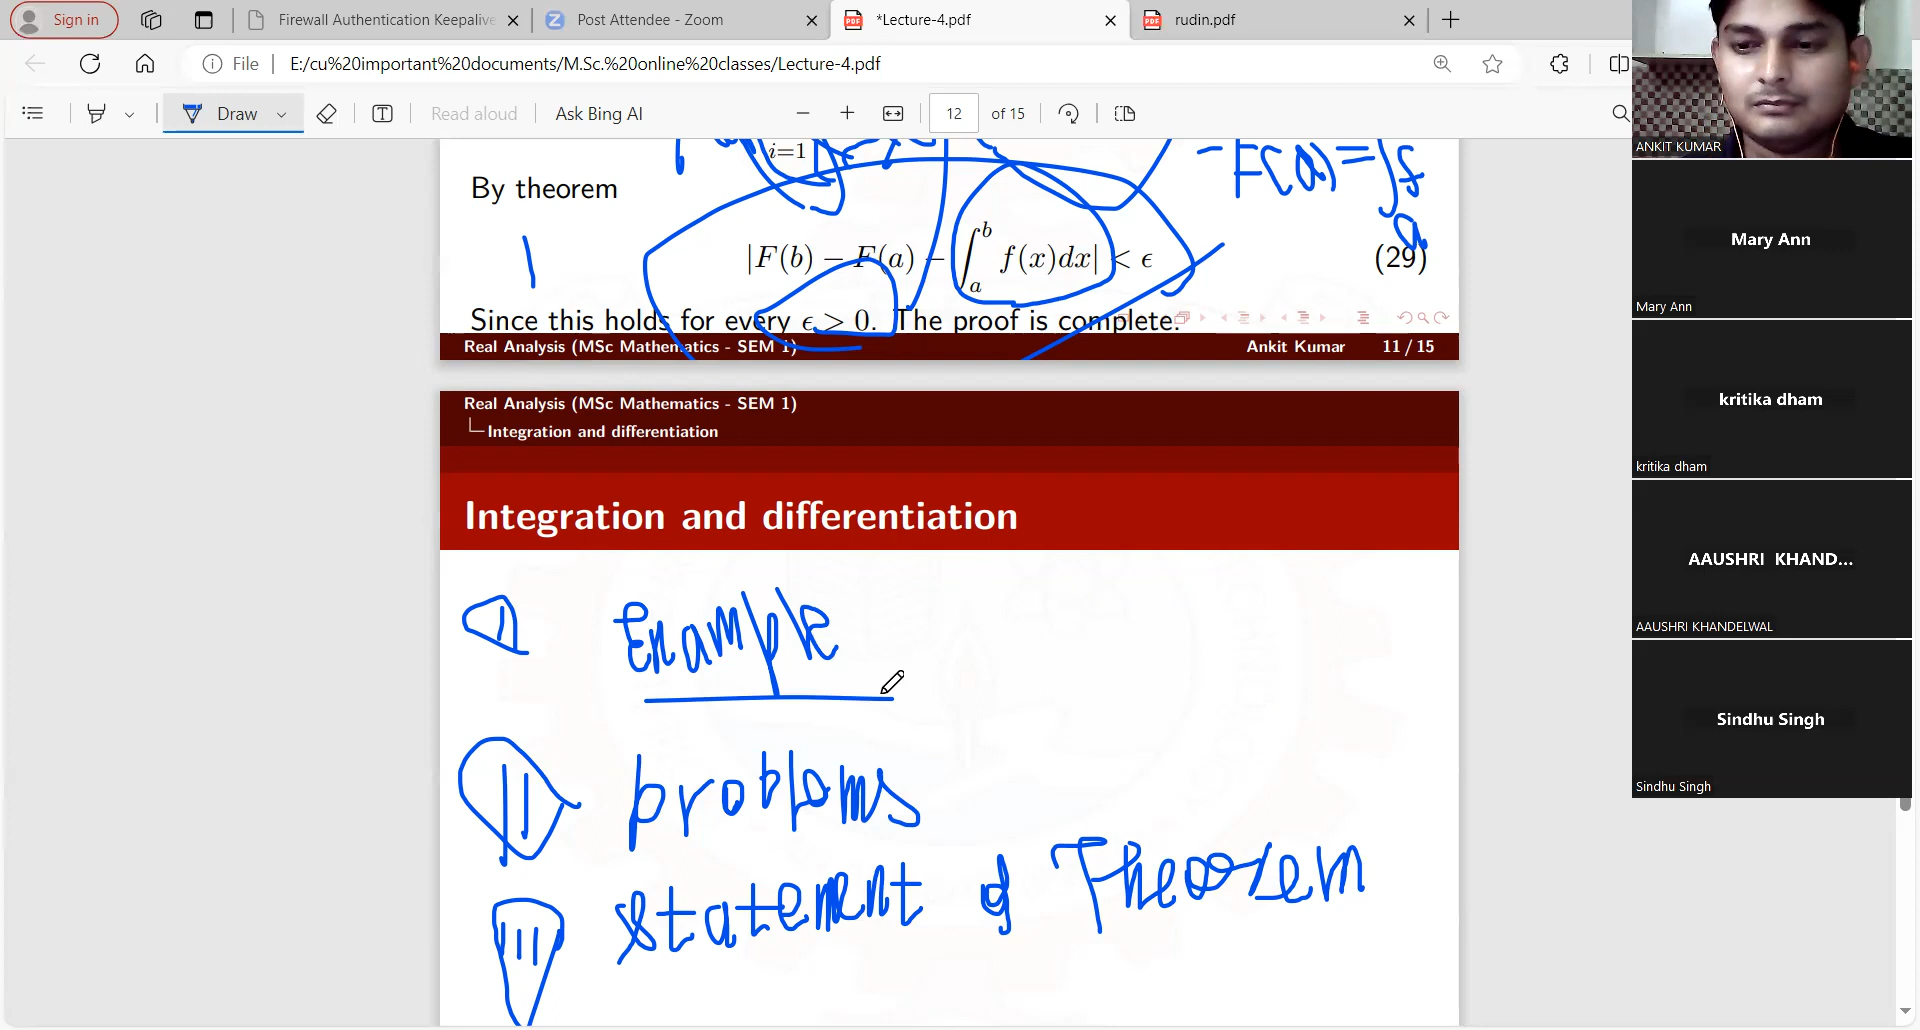 Sign in
Firewall Authentication Keepalive
Post Attendee - Zoom
*Lecture-4.pdf
rudin.pdf
File
E:/cu%20important%20documents/M.Sc.%20online%20classes/Lecture-4.pdf
Draw
Read aloud
Ask Bing AI
12 of 15
i=1
- F(a) = ∫f
a
By theorem
|F(b) − F(a) − ∫_a^b f(x)dx| < ϵ (29)
Since this holds for every ϵ > 0. The proof is complete.
Real Analysis (MSc Mathematics - SEM 1) Ankit Kumar 11 / 15
Real Analysis (MSc Mathematics - SEM 1)
Integration and differentiation
Integration and differentiation
I Example
II problems
III statement of Theorem
ANKIT KUMAR
Mary Ann
Mary Ann
kritika dham
kritika dham
AAUSHRI KHAND...
AAUSHRI KHANDELWAL
Sindhu Singh
Sindhu Singh